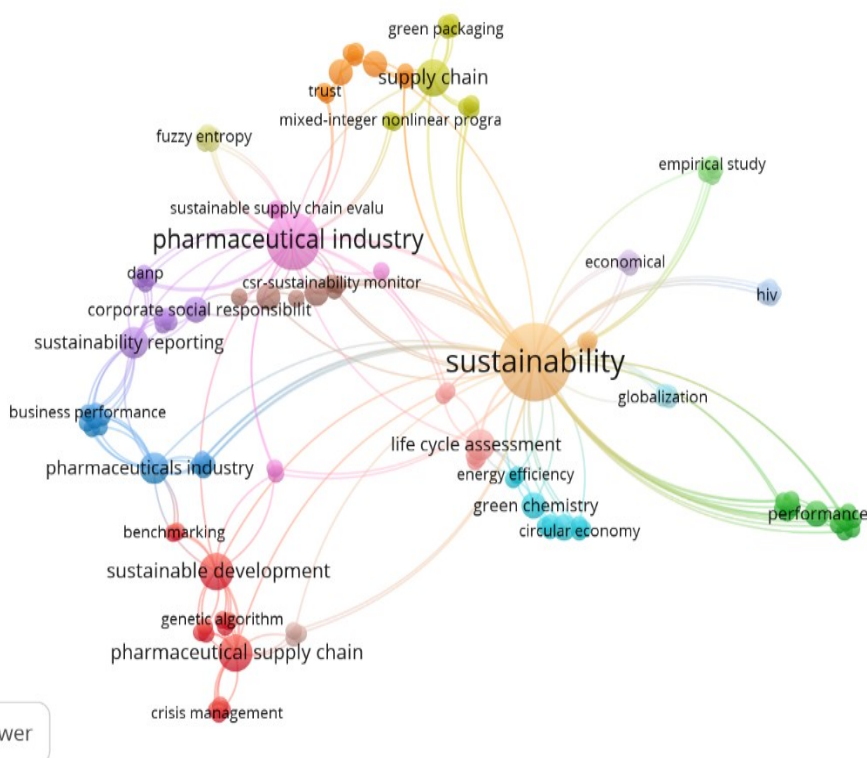 green packaging
supply chain
trust
mixed-integer nonlinear progra
fuzzy entropy
empirical study
sustainable supply chain evalu
pharmaceutical industry
economical
danp
csr-sustainability monitor
hiv
corporate social responsibilit
sustainability reporting
sustainability
globalization
business performance
life cycle assessment
pharmaceuticals industry
energy efficiency
green chemistry
performance
benchmarking
circular economy
sustainable development
genetic algorithm
pharmaceutical supply chain
crisis management
wer